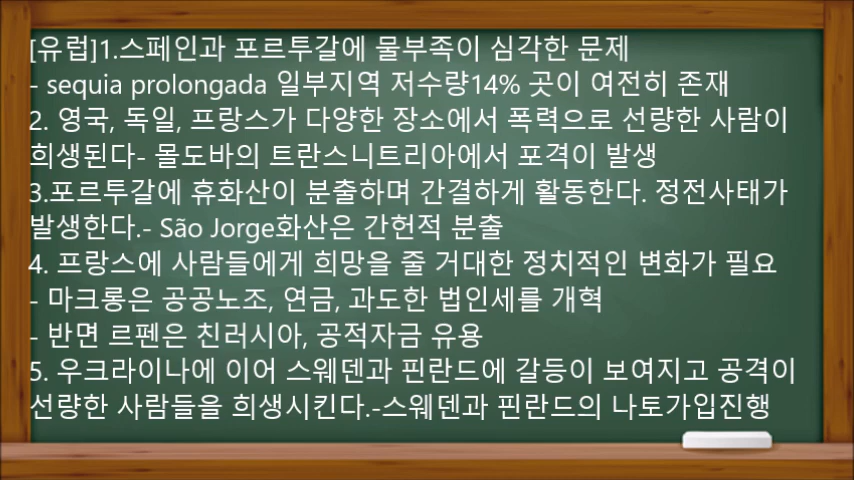 [유럽]1.스페인과 포르투갈에 물부족이 심각한 문제
- sequia prolongada 일부지역 저수량14% 곳이 여전히 존재
2. 영국, 독일, 프랑스가 다양한 장소에서 폭력으로 선량한 사람이
희생된다- 몰도바의 트란스니트리아에서 포격이 발생
3.포르투갈에 휴화산이 분출하며 간결하게 활동한다. 정전사태가
발생한다.- São Jorge화산은 간헌적 분출
4. 프랑스에 사람들에게 희망을 줄 거대한 정치적인 변화가 필요
- 마크롱은 공공노조, 연금, 과도한 법인세를 개혁
- 반면 르펜은 친러시아, 공적자금 유용
5. 우크라이나에 이어 스웨덴과 핀란드에 갈등이 보여지고 공격이
선량한 사람들을 희생시킨다.-스웨덴과 핀란드의 나토가입진행